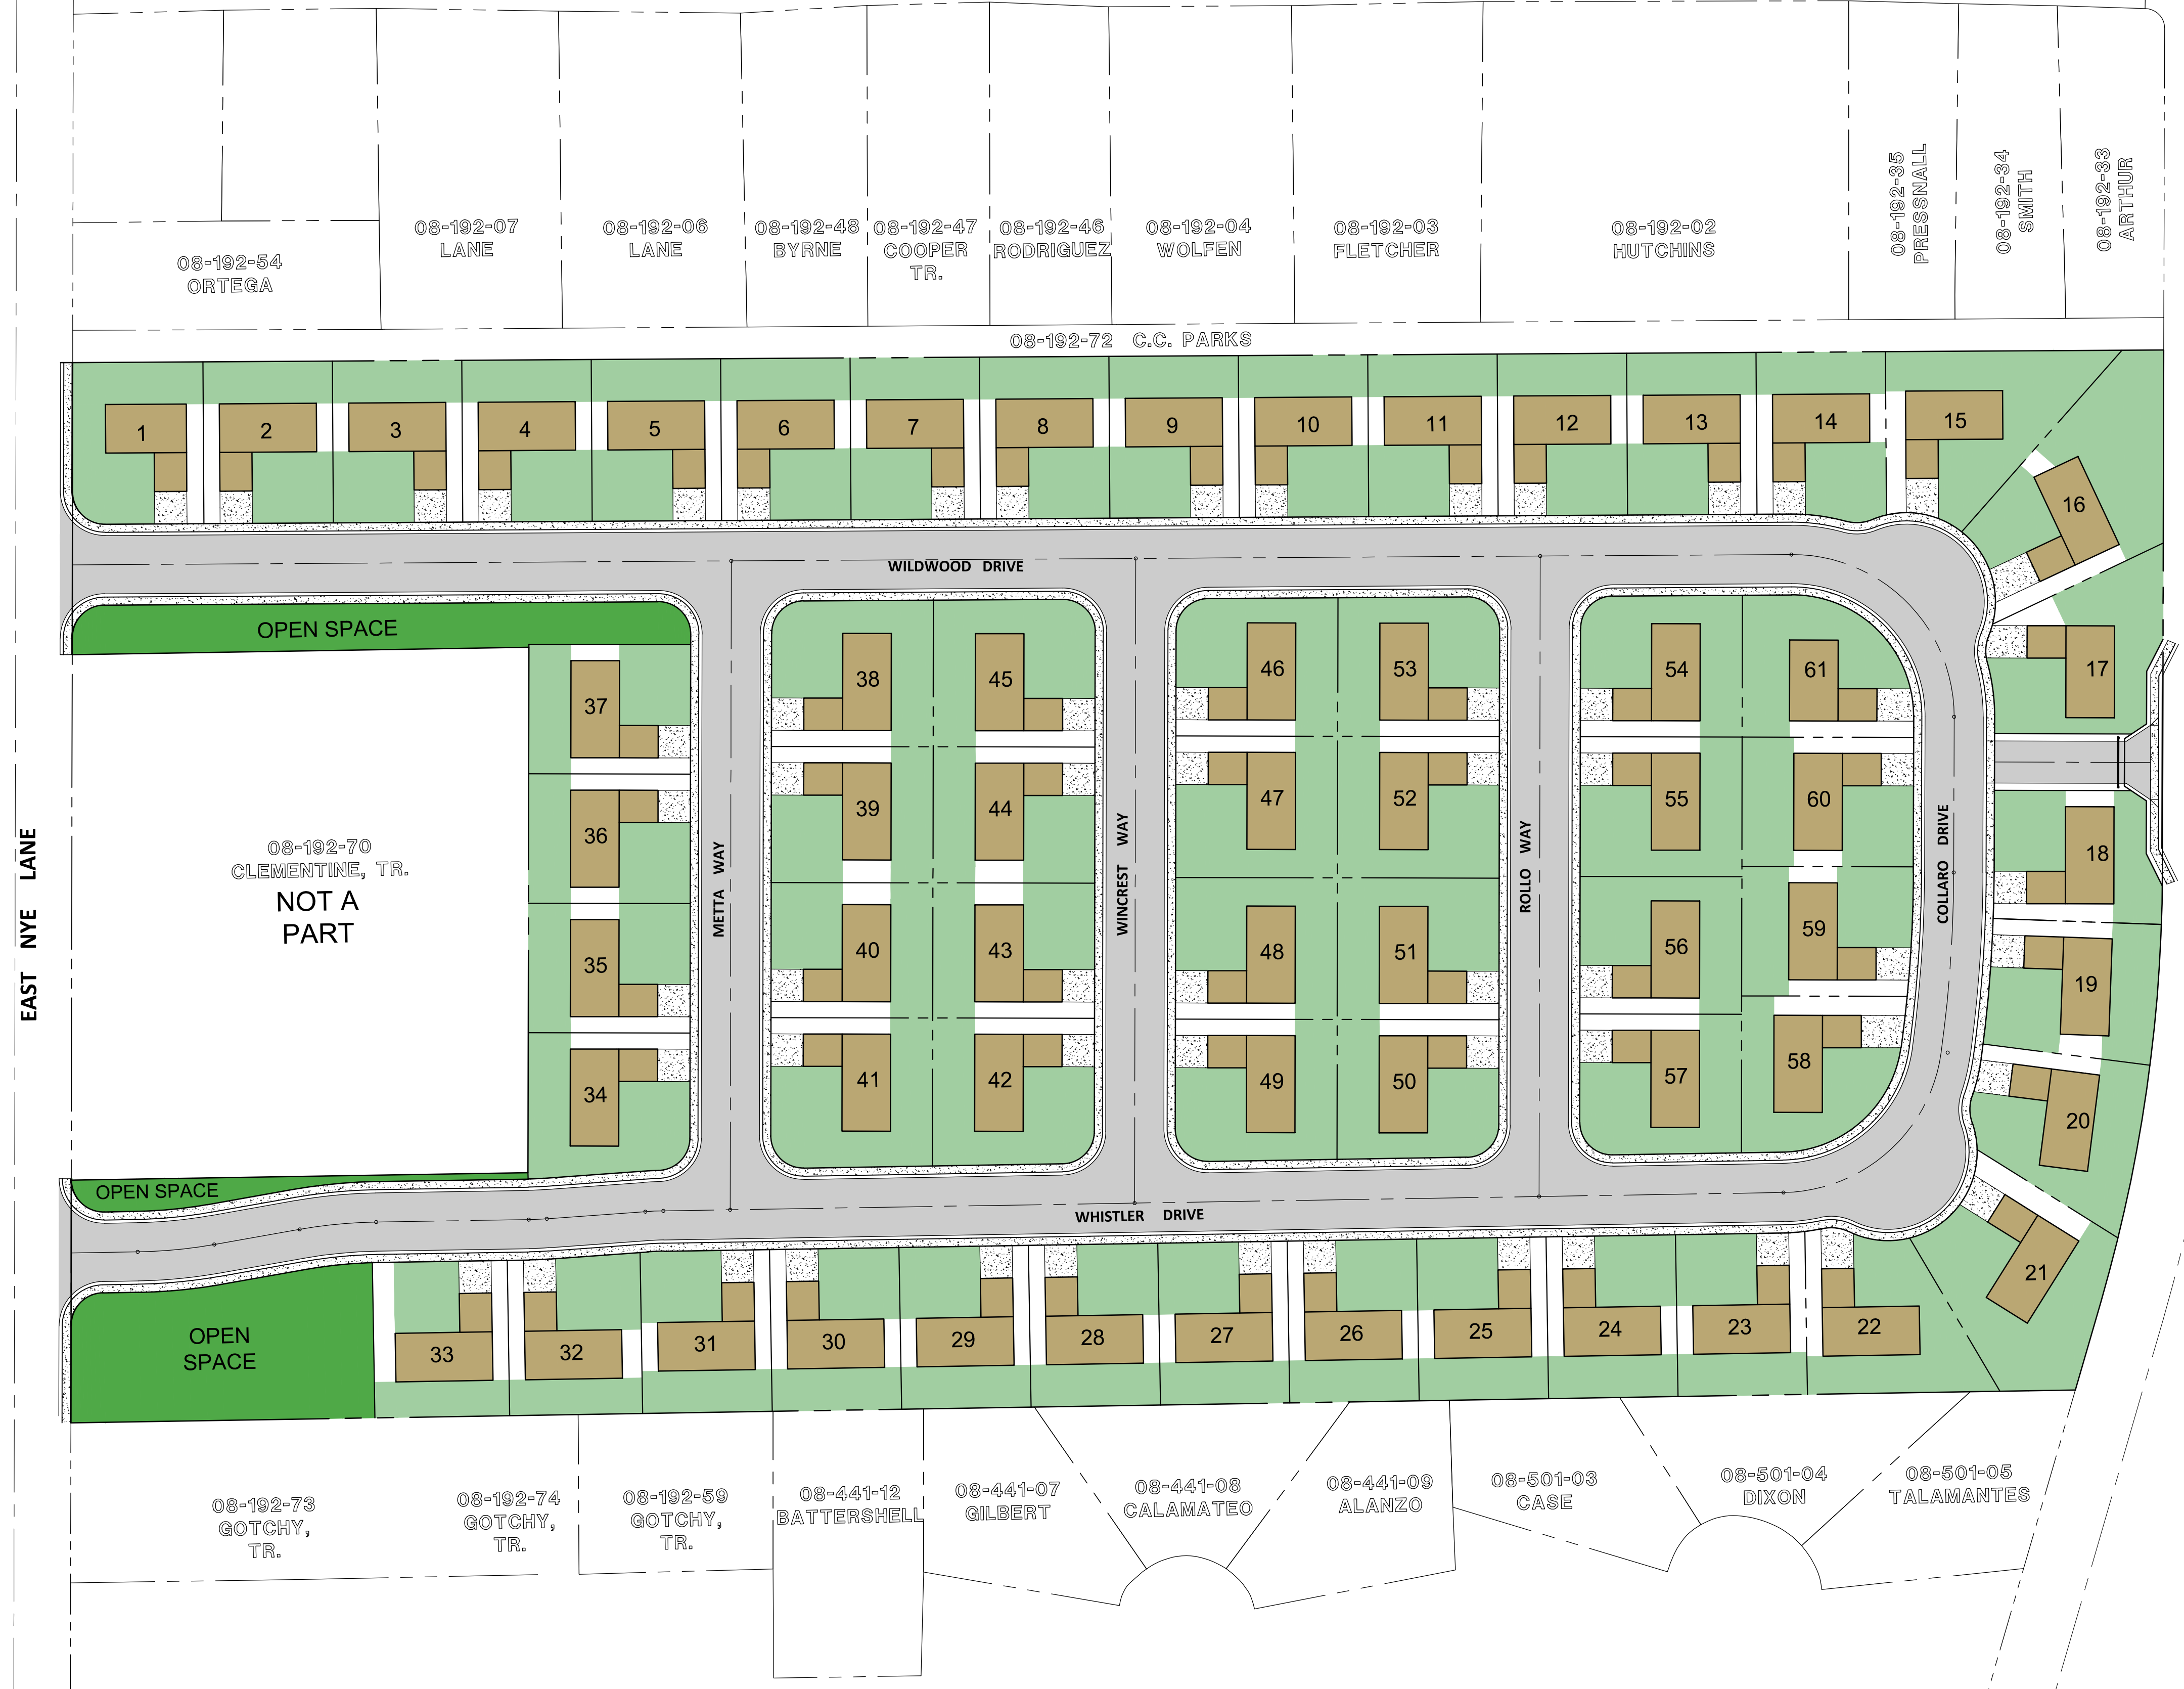 08-192-35
PRESSNALL
08-192-34
SMITH
08-192-33
ARTHUR
08-192-54
ORTEGA
08-192-07
LANE
08-192-06
LANE
08-192-48
BYRNE
08-192-47
COOPER
TR.
08-192-46
RODRIGUEZ
08-192-04
WOLFEN
08-192-03
FLETCHER
08-192-02
HUTCHINS
08-192-72 C.C. PARKS
1
2
3
4
5
6
7
8
9
10
11
12
13
14
15
16
17
18
19
20
21
WILDWOOD DRIVE
OPEN SPACE
37
36
35
34
38
45
39
44
40
43
41
42
46
53
47
52
48
51
49
50
54
61
55
60
56
59
57
58
EAST NYE LANE
08-192-70
CLEMENTINE, TR.
NOT A
PART
METTA WAY
WINCREST WAY
ROLLO WAY
COLLARO DRIVE
OPEN SPACE
WHISTLER DRIVE
OPEN
SPACE
33
32
31
30
29
28
27
26
25
24
23
22
08-192-73
GOTCHY,
TR.
08-192-74
GOTCHY,
TR.
08-192-59
GOTCHY,
TR.
08-441-12
BATTERSHELL
08-441-07
GILBERT
08-441-08
CALAMATEO
08-441-09
ALANZO
08-501-03
CASE
08-501-04
DIXON
08-501-05
TALAMANTES